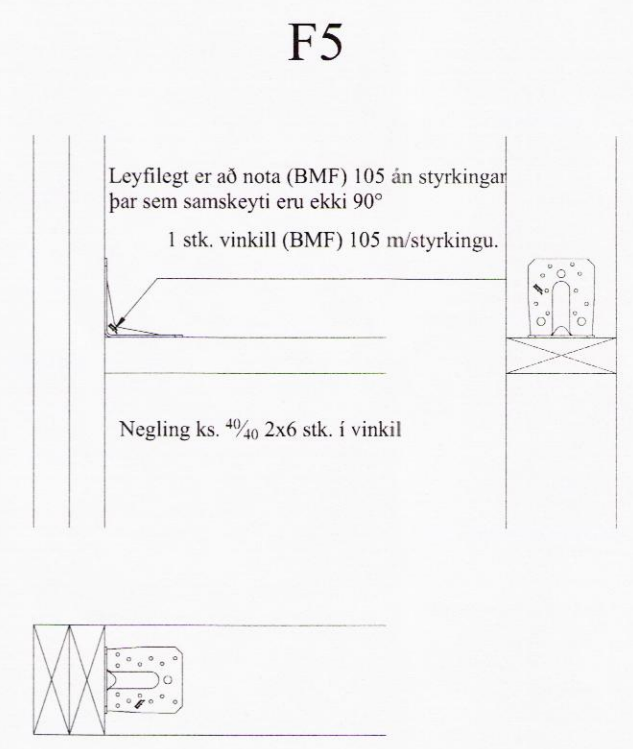 F5
Leyfilegt er að nota (BMF) 105 án styrkingar
þar sem samskeyti eru ekki 90°
1 stk. vinkill (BMF) 105 m/styrkingu.
Negling ks. 40/40 2x6 stk. í vinkil